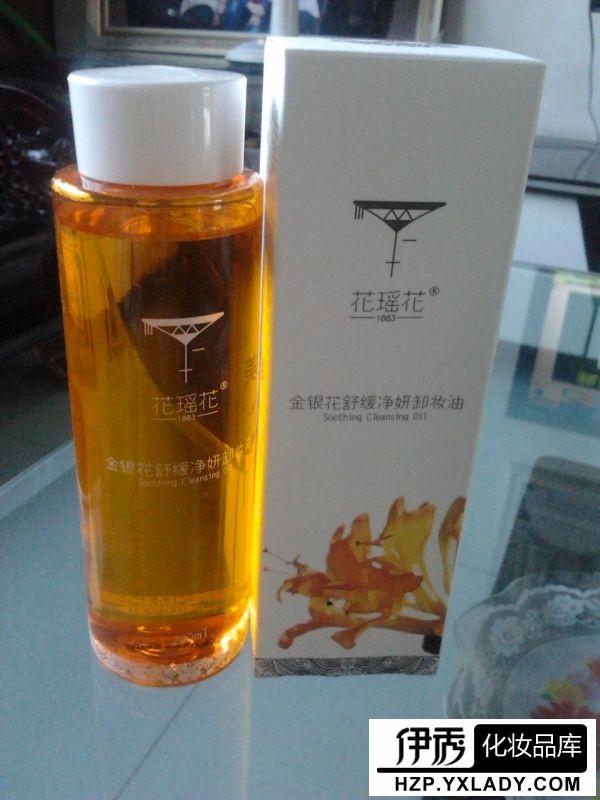 花瑶花®
1883
金银花舒缓净妍卸妆油
Soothing Cleansing Oil
200ml
花瑶花®
1883
金银花舒缓净妍卸妆油
Soothing Cleansing Oil
伊秀 化妆品库
HZP.YXLADY.COM